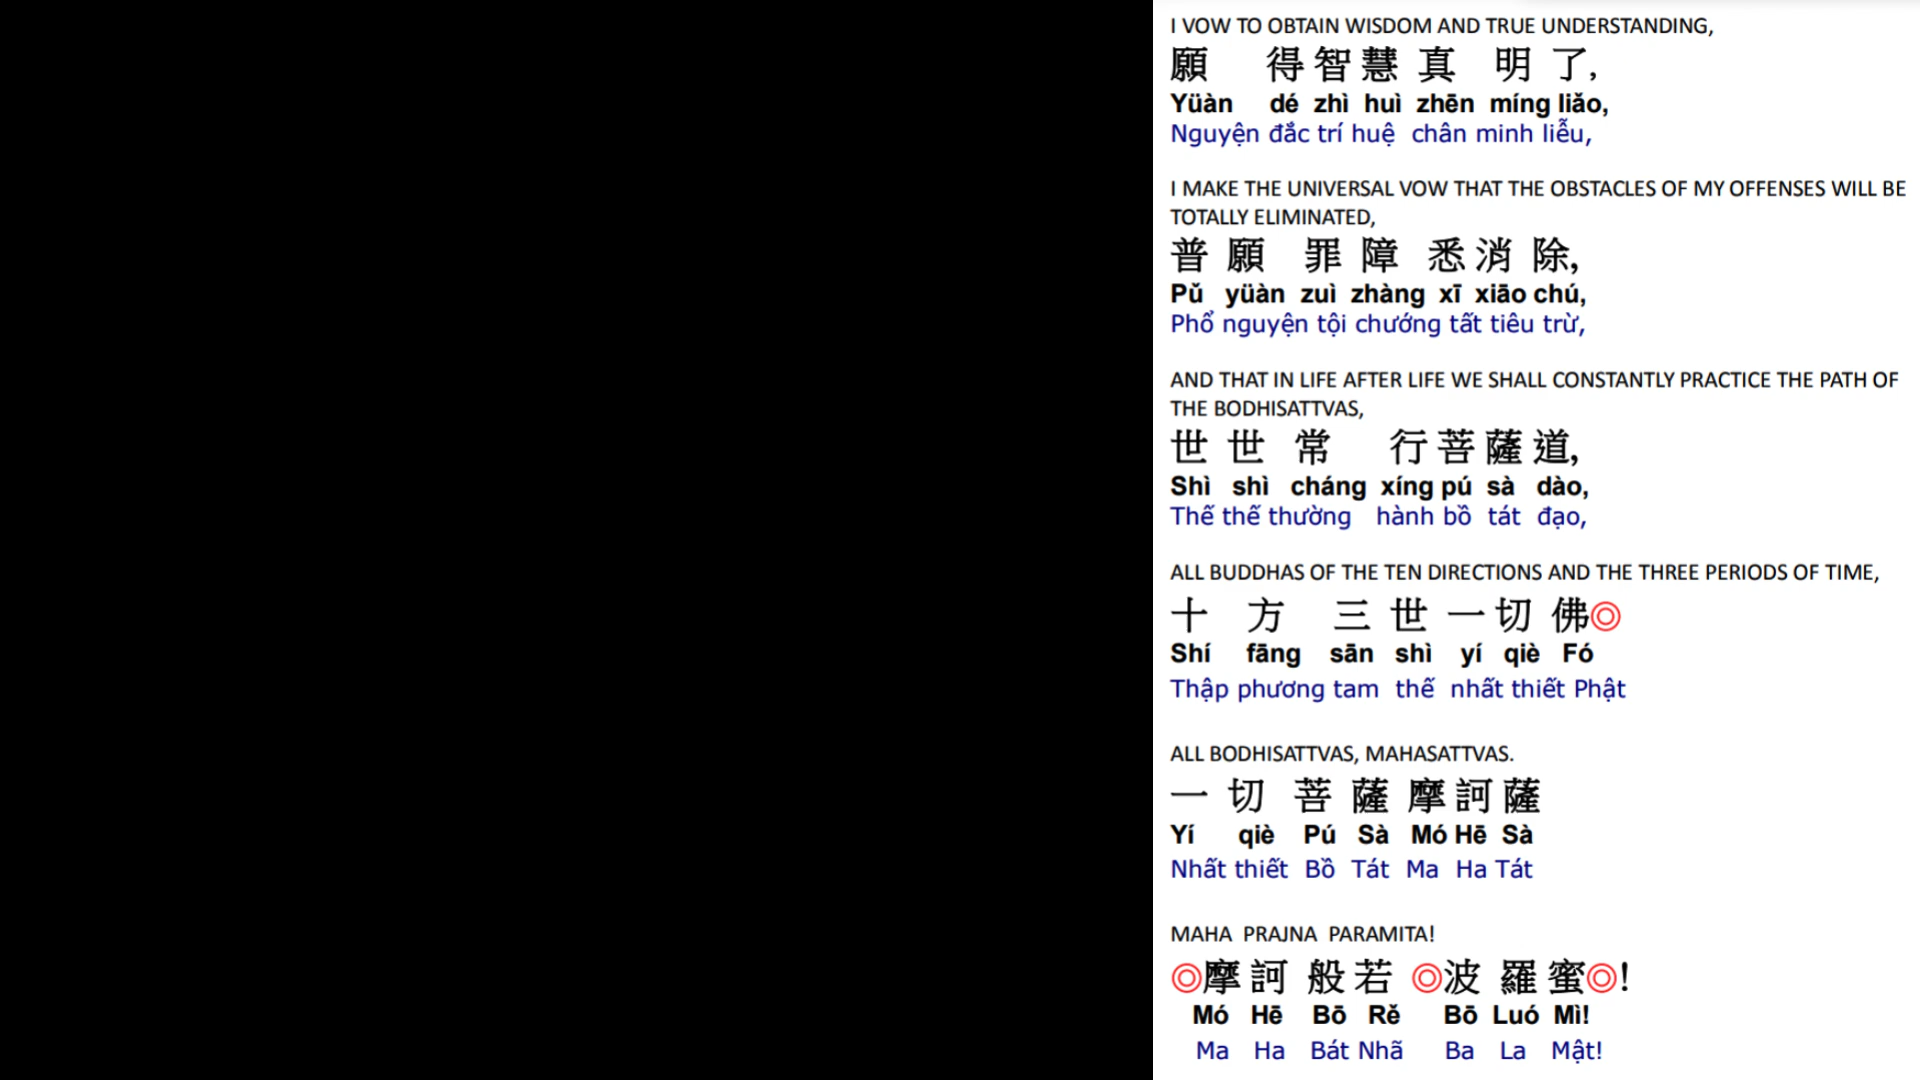 I VOW TO OBTAIN WISDOM AND TRUE UNDERSTANDING,
願 得智慧真 明了,
Yüàn dé zhì huì zhēn míng liǎo,
Nguyện đắc trí huệ chân minh liễu,
I MAKE THE UNIVERSAL VOW THAT THE OBSTACLES OF MY OFFENSES WILL BE
TOTALLY ELIMINATED,
普願 罪障 悉消除,
Pǔ yüàn zuì zhàng xī xiāo chú,
Phổ nguyện tội chướng tất tiêu trừ,
AND THAT IN LIFE AFTER LIFE WE SHALL CONSTANTLY PRACTICE THE PATH OF
THE BODHISATTVAS,
世世常 行菩薩道,
Shì shì cháng xíng pú sà dào,
Thế thế thường hành bồ tát đạo,
ALL BUDDHAS OF THE TEN DIRECTIONS AND THE THREE PERIODS OF TIME,
十 方 三世一切佛◎
Shí fāng sān shì yí qiè Fó
Thập phương tam thế nhất thiết Phật
ALL BODHISATTVAS, MAHASATTVAS.
一切 菩薩摩訶薩
Yí qiè Pú Sà Mó Hē Sà
Nhất thiết Bồ Tát Ma Ha Tát
MAHA PRAJNA PARAMITA!
◎摩訶 般若 ◎波羅蜜◎!
Mó Hē Bō Rě Bō Luó Mì!
Ma Ha Bát Nhã Ba La Mật!